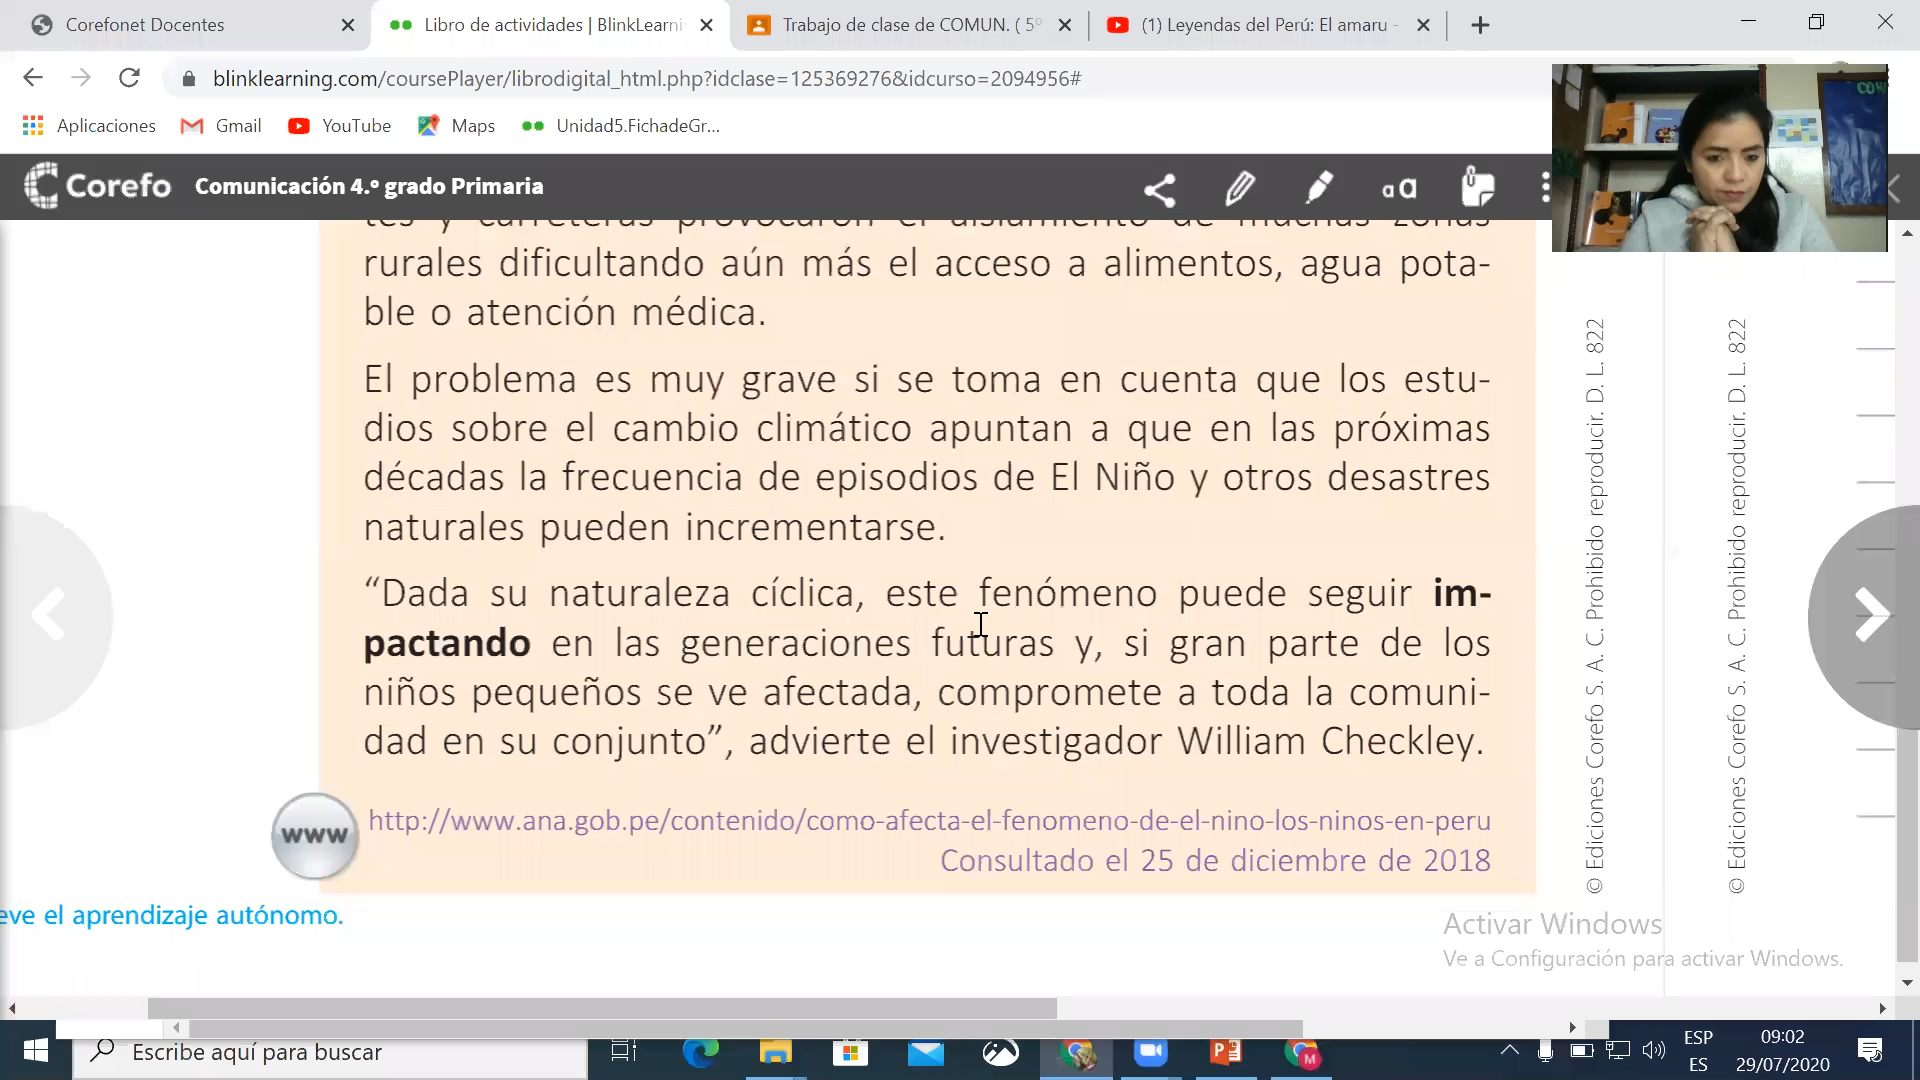 Corefonet Docentes
Libro de actividades | BlinkLearni
Trabajo de clase de COMUN. ( 5º
(1) Leyendas del Perú: El amaru -
blinklearning.com/coursePlayer/librodigital_html.php?idclase=125369276&idcurso=2094956#
Aplicaciones
Gmail
YouTube
Maps
Unidad5.FichadeGr...
Corefo
Comunicación 4.º grado Primaria
aa
tes y carreteras provocaron el aislamiento de muchas zonas
rurales dificultando aún más el acceso a alimentos, agua pota-
ble o atención médica.
El problema es muy grave si se toma en cuenta que los estu-
dios sobre el cambio climático apuntan a que en las próximas
décadas la frecuencia de episodios de El Niño y otros desastres
naturales pueden incrementarse.
“Dada su naturaleza cíclica, este fenómeno puede seguir im-
pactando en las generaciones futuras y, si gran parte de los
niños pequeños se ve afectada, compromete a toda la comuni-
dad en su conjunto”, advierte el investigador William Checkley.
www
http://www.ana.gob.pe/contenido/como-afecta-el-fenomeno-de-el-nino-los-ninos-en-peru
Consultado el 25 de diciembre de 2018
eve el aprendizaje autónomo.
© Ediciones Corefo S. A. C. Prohibido reproducir. D. L. 822
© Ediciones Corefo S. A. C. Prohibido reproducir. D. L. 822
Activar Windows
Ve a Configuración para activar Windows.
Escribe aquí para buscar
ESP
ES
09:02
29/07/2020